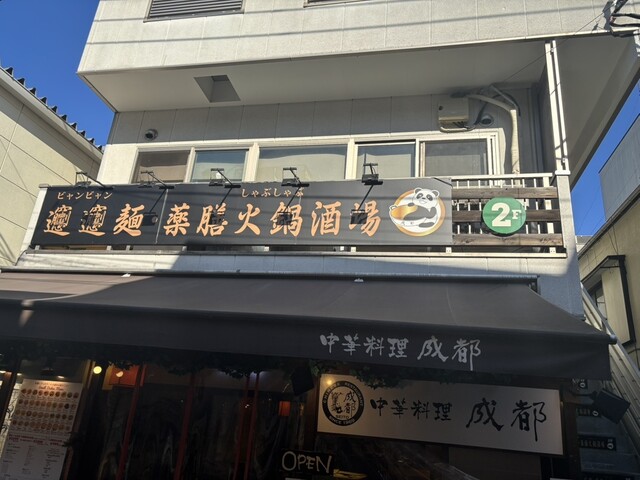 ビャンビャン
しゃぶしゃぶ
𰻞𰻞麺 薬膳火鍋酒場
2F
中華料理 成都
中華料理 成都
OPEN